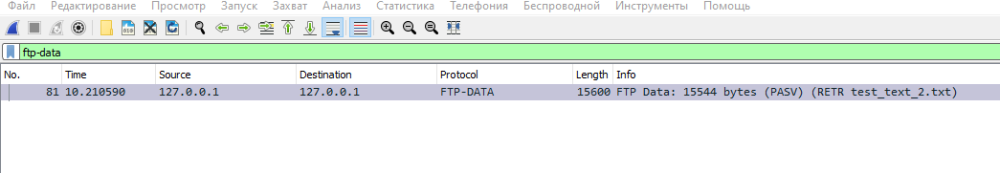 Файл Редактирование Просмотр Запуск Захват Анализ Статистика Телефония Беспроводной Инструменты Помощь
ftp-data
No. Time Source Destination Protocol Length Info
81 10.210590 127.0.0.1 127.0.0.1 FTP-DATA 15600 FTP Data: 15544 bytes (PASV) (RETR test_text_2.txt)